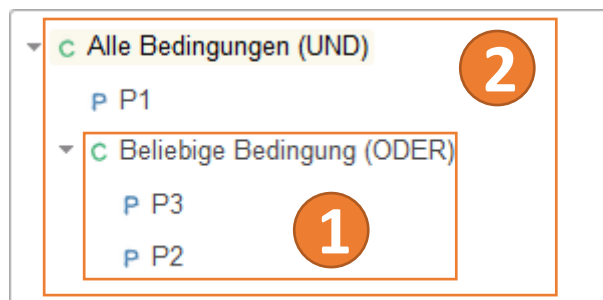 C Alle Bedingungen (UND)
2
P P1
C Beliebige Bedingung (ODER)
P P3
1
P P2